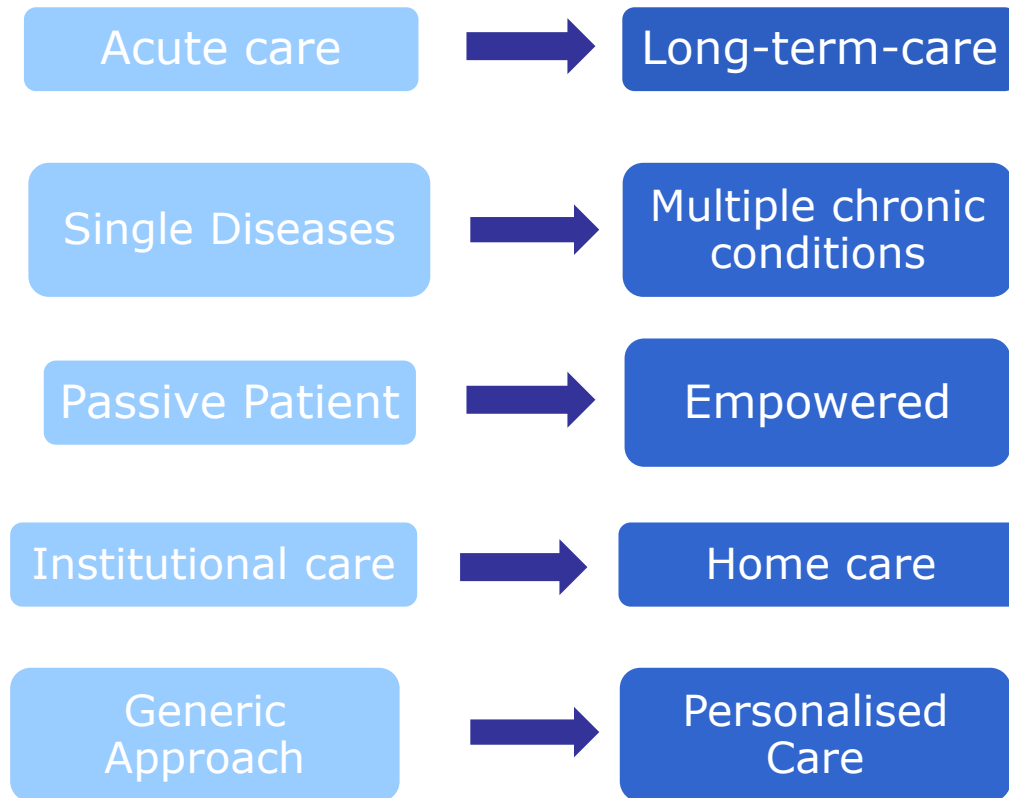 Acute care
Long-term-care
Single Diseases
Multiple chronic
conditions
Passive Patient
Empowered
Institutional care
Home care
Generic
Approach
Personalised
Care